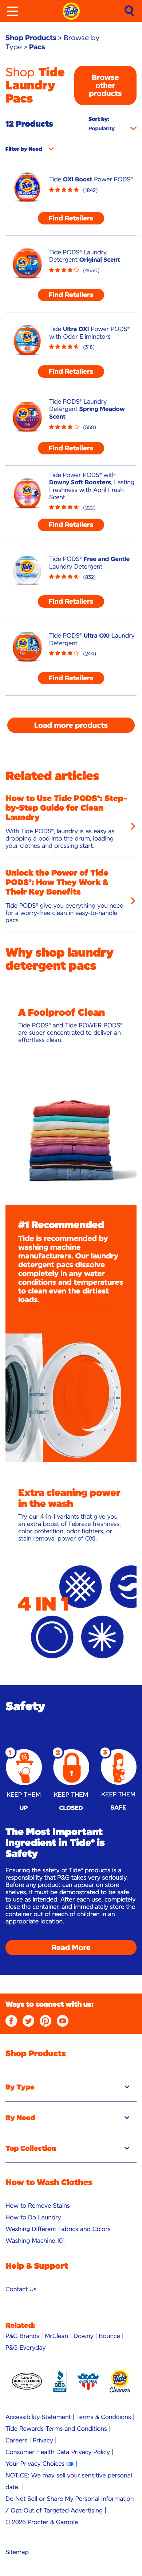 Tide
Shop Products > Browse by
Type > Pacs
Shop Tide
Laundry
Pacs
Browse
other
products
12 Products
Sort by:
Popularity
Filter by Need
Tide OXI Boost Power PODS®
(1842)
Find Retailers
Tide PODS® Laundry
Detergent Original Scent
(4650)
Find Retailers
Tide Ultra OXI Power PODS®
with Odor Eliminators
(318)
Find Retailers
Tide PODS® Laundry
Detergent Spring Meadow
Scent
(550)
Find Retailers
Tide Power PODS® with
Downy Soft Boosters, Lasting
Freshness with April Fresh
Scent
(222)
Find Retailers
Tide PODS® Free and Gentle
Laundry Detergent
(832)
Find Retailers
Tide PODS® Ultra OXI Laundry
Detergent
(244)
Find Retailers
Load more products
Related articles
How to Use Tide PODS®: Step-
by-Step Guide for Clean
Laundry
With Tide PODS®, laundry is as easy as
dropping a pod into the drum, loading
your clothes and pressing start.
Unlock the Power of Tide
PODS®: How They Work &
Their Key Benefits
Tide PODS® give you everything you need
for a worry-free clean in easy-to-handle
pacs.
Why shop laundry
detergent pacs
A Foolproof Clean
Tide PODS® and Tide POWER PODS®
are super concentrated to deliver an
effortless clean.
#1 Recommended
Tide is recommended by
washing machine
manufacturers. Our laundry
detergent pacs dissolve
completely in any water
conditions and temperatures
to clean even the dirtiest
loads.
Extra cleaning power
in the wash
Try our 4-in-1 variants that give you
an extra boost of Febreze freshness,
color protection, odor fighters, or
stain removal power of OXI.
4 IN 1
Safety
1
KEEP THEM
UP
2
KEEP THEM
CLOSED
3
KEEP THEM
SAFE
The Most Important
Ingredient in Tide® is
Safety
Ensuring the safety of Tide® products is a
responsibility that P&G takes very seriously.
Before any product can appear on store
shelves, it must be demonstrated to be safe
to use as intended. After each use, completely
close the container, and immediately store the
container out of reach of children in an
appropriate location.
Read More
Ways to connect with us:
Shop Products
By Type
By Need
Top Collection
How to Wash Clothes
How to Remove Stains
How to Do Laundry
Washing Different Fabrics and Colors
Washing Machine 101
Help & Support
Contact Us
Related:
P&G Brands | MrClean | Downy | Bounce |
P&G Everyday
GOOD HOUSEKEEPING
BBB
Tide
Cleaners
Accessibility Statement | Terms & Conditions |
Tide Rewards Terms and Conditions |
Careers | Privacy |
Consumer Health Data Privacy Policy |
Your Privacy Choices |
NOTICE: We may sell your sensitive personal
data. |
Do Not Sell or Share My Personal Information
/ Opt-Out of Targeted Advertising |
© 2026 Procter & Gamble
Sitemap